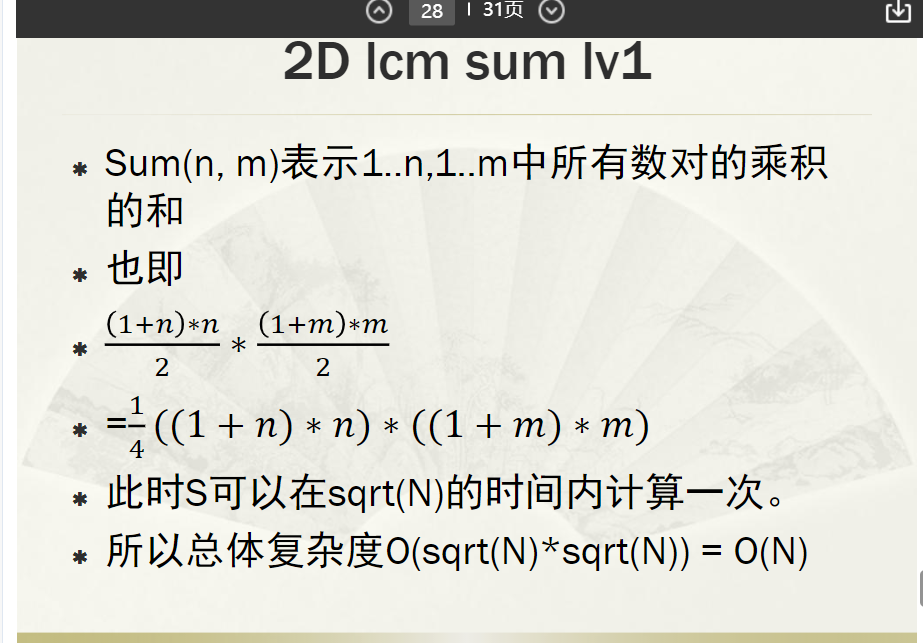 28 | 31页
2D lcm sum lv1
* Sum(n, m)表示1..n,1..m中所有数对的乘积
的和
* 也即
* \frac{(1+n)*n}{2} * \frac{(1+m)*m}{2}
* =\frac{1}{4}((1 + n) * n) * ((1 + m) * m)
* 此时S可以在sqrt(N)的时间内计算一次。
* 所以总体复杂度O(sqrt(N)*sqrt(N)) = O(N)